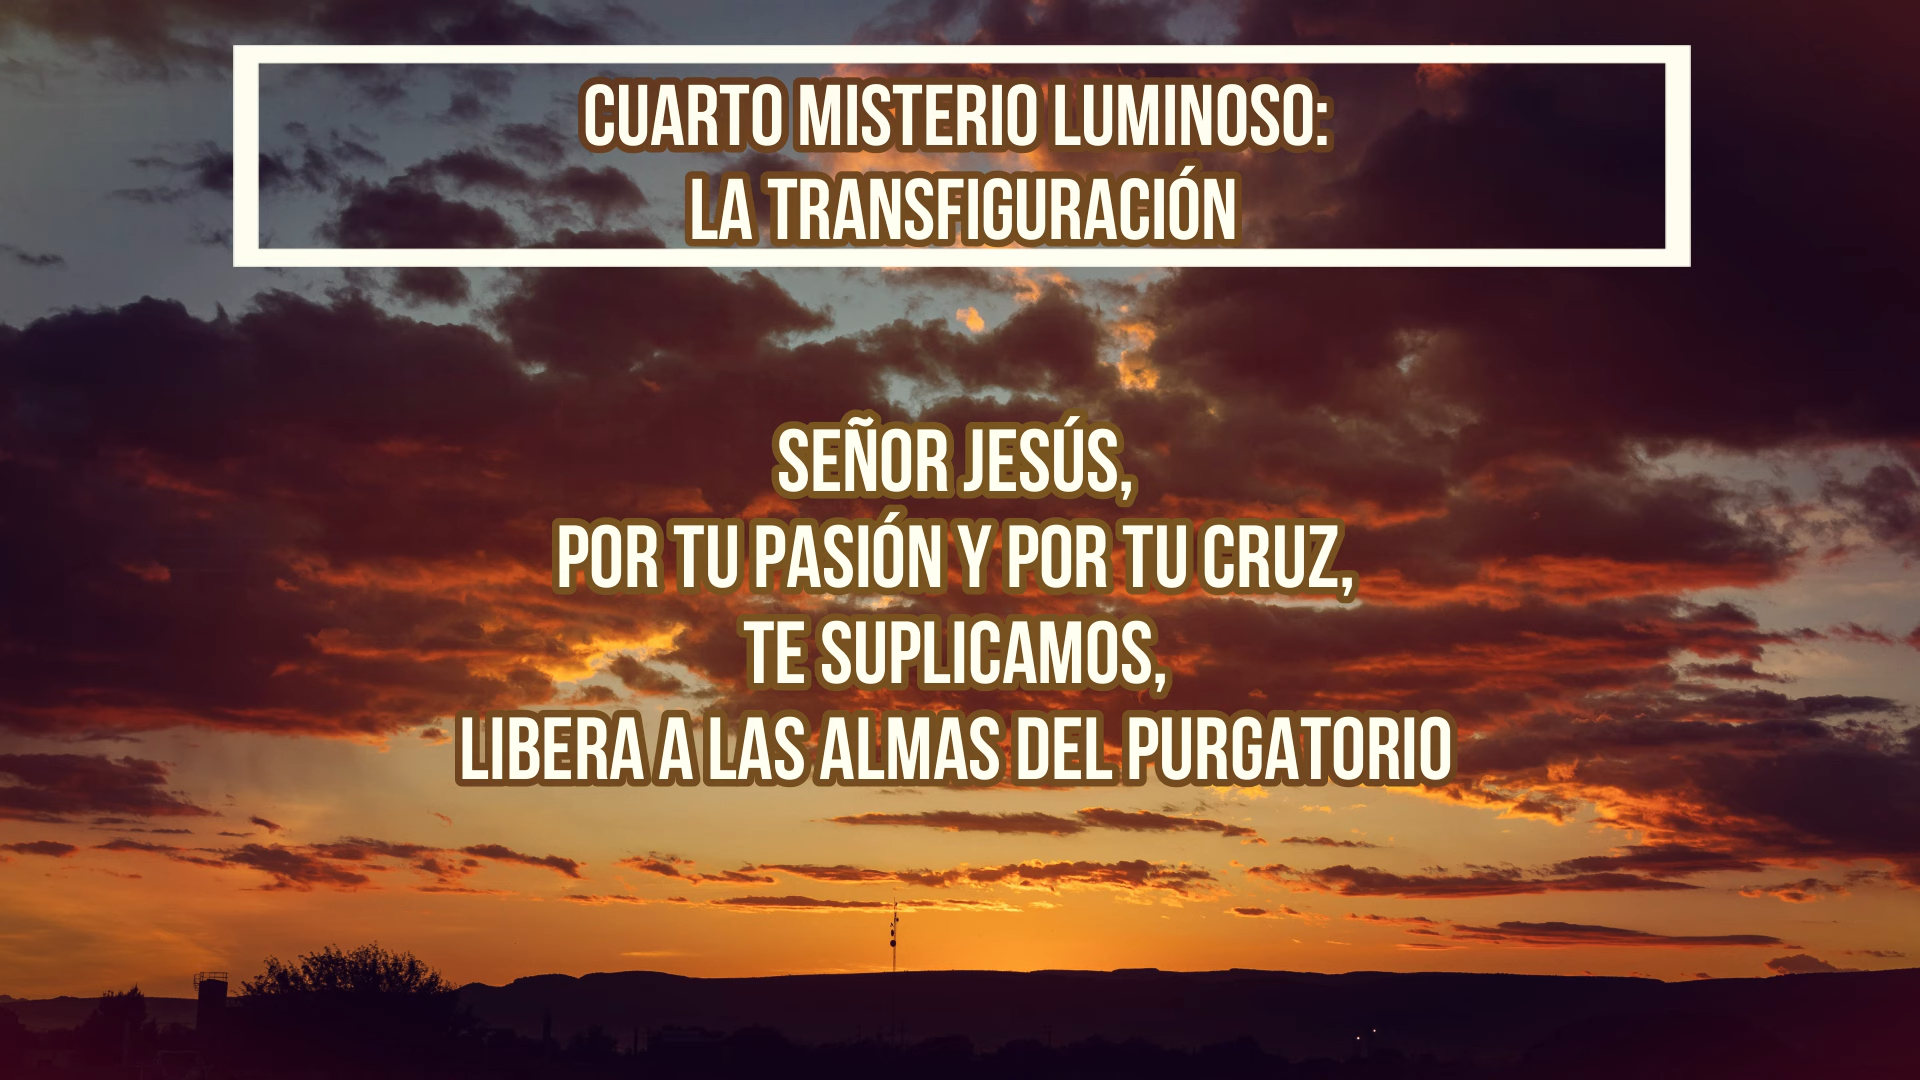 CUARTO MISTERIO LUMINOSO:
LA TRANSFIGURACIÓN
SEÑOR JESÚS,
POR TU PASIÓN Y POR TU CRUZ,
TE SUPLICAMOS,
LIBERA A LAS ALMAS DEL PURGATORIO